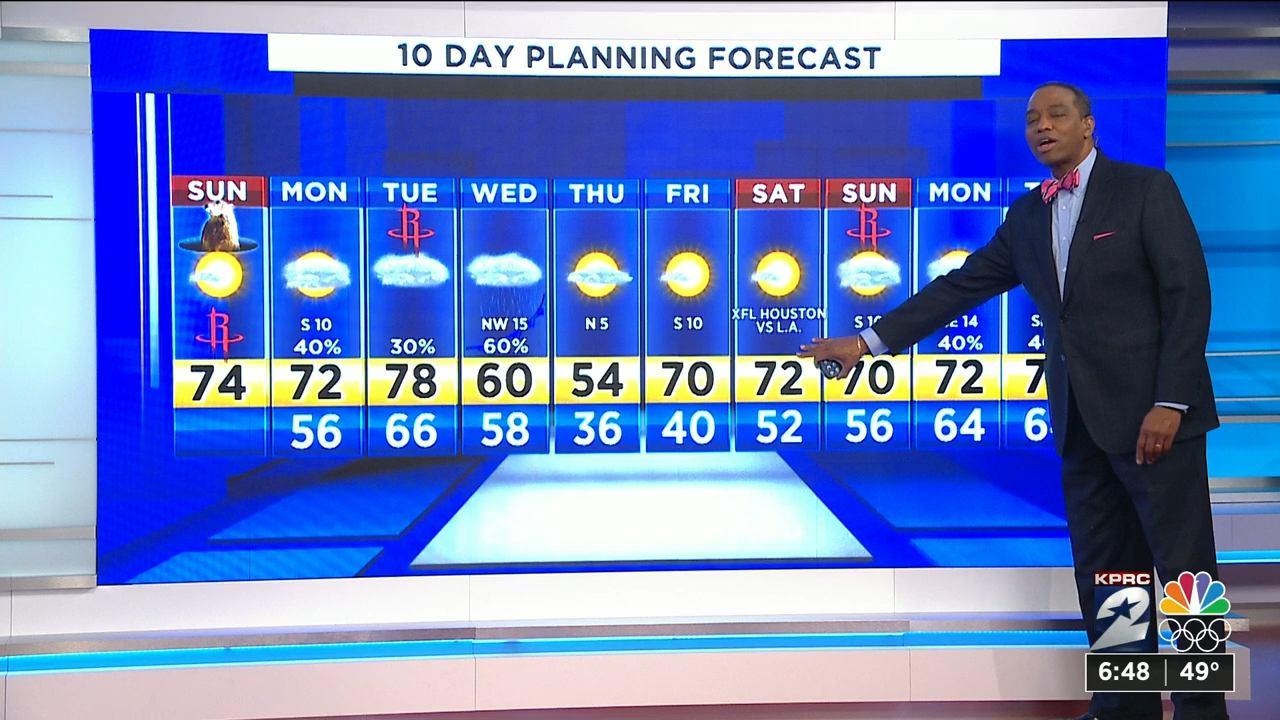 10 DAY PLANNING FORECAST
SUN MON TUE WED THU FRI SAT SUN MON
R R
XFL HOUSTON
VS L.A.
S 10 NW 15 N 5 S 10
R 40% 30% 60% 40%
74 72 78 60 54 70 72 70 72
56 66 58 36 40 52 56 64
KPRC
2
6:48 49°